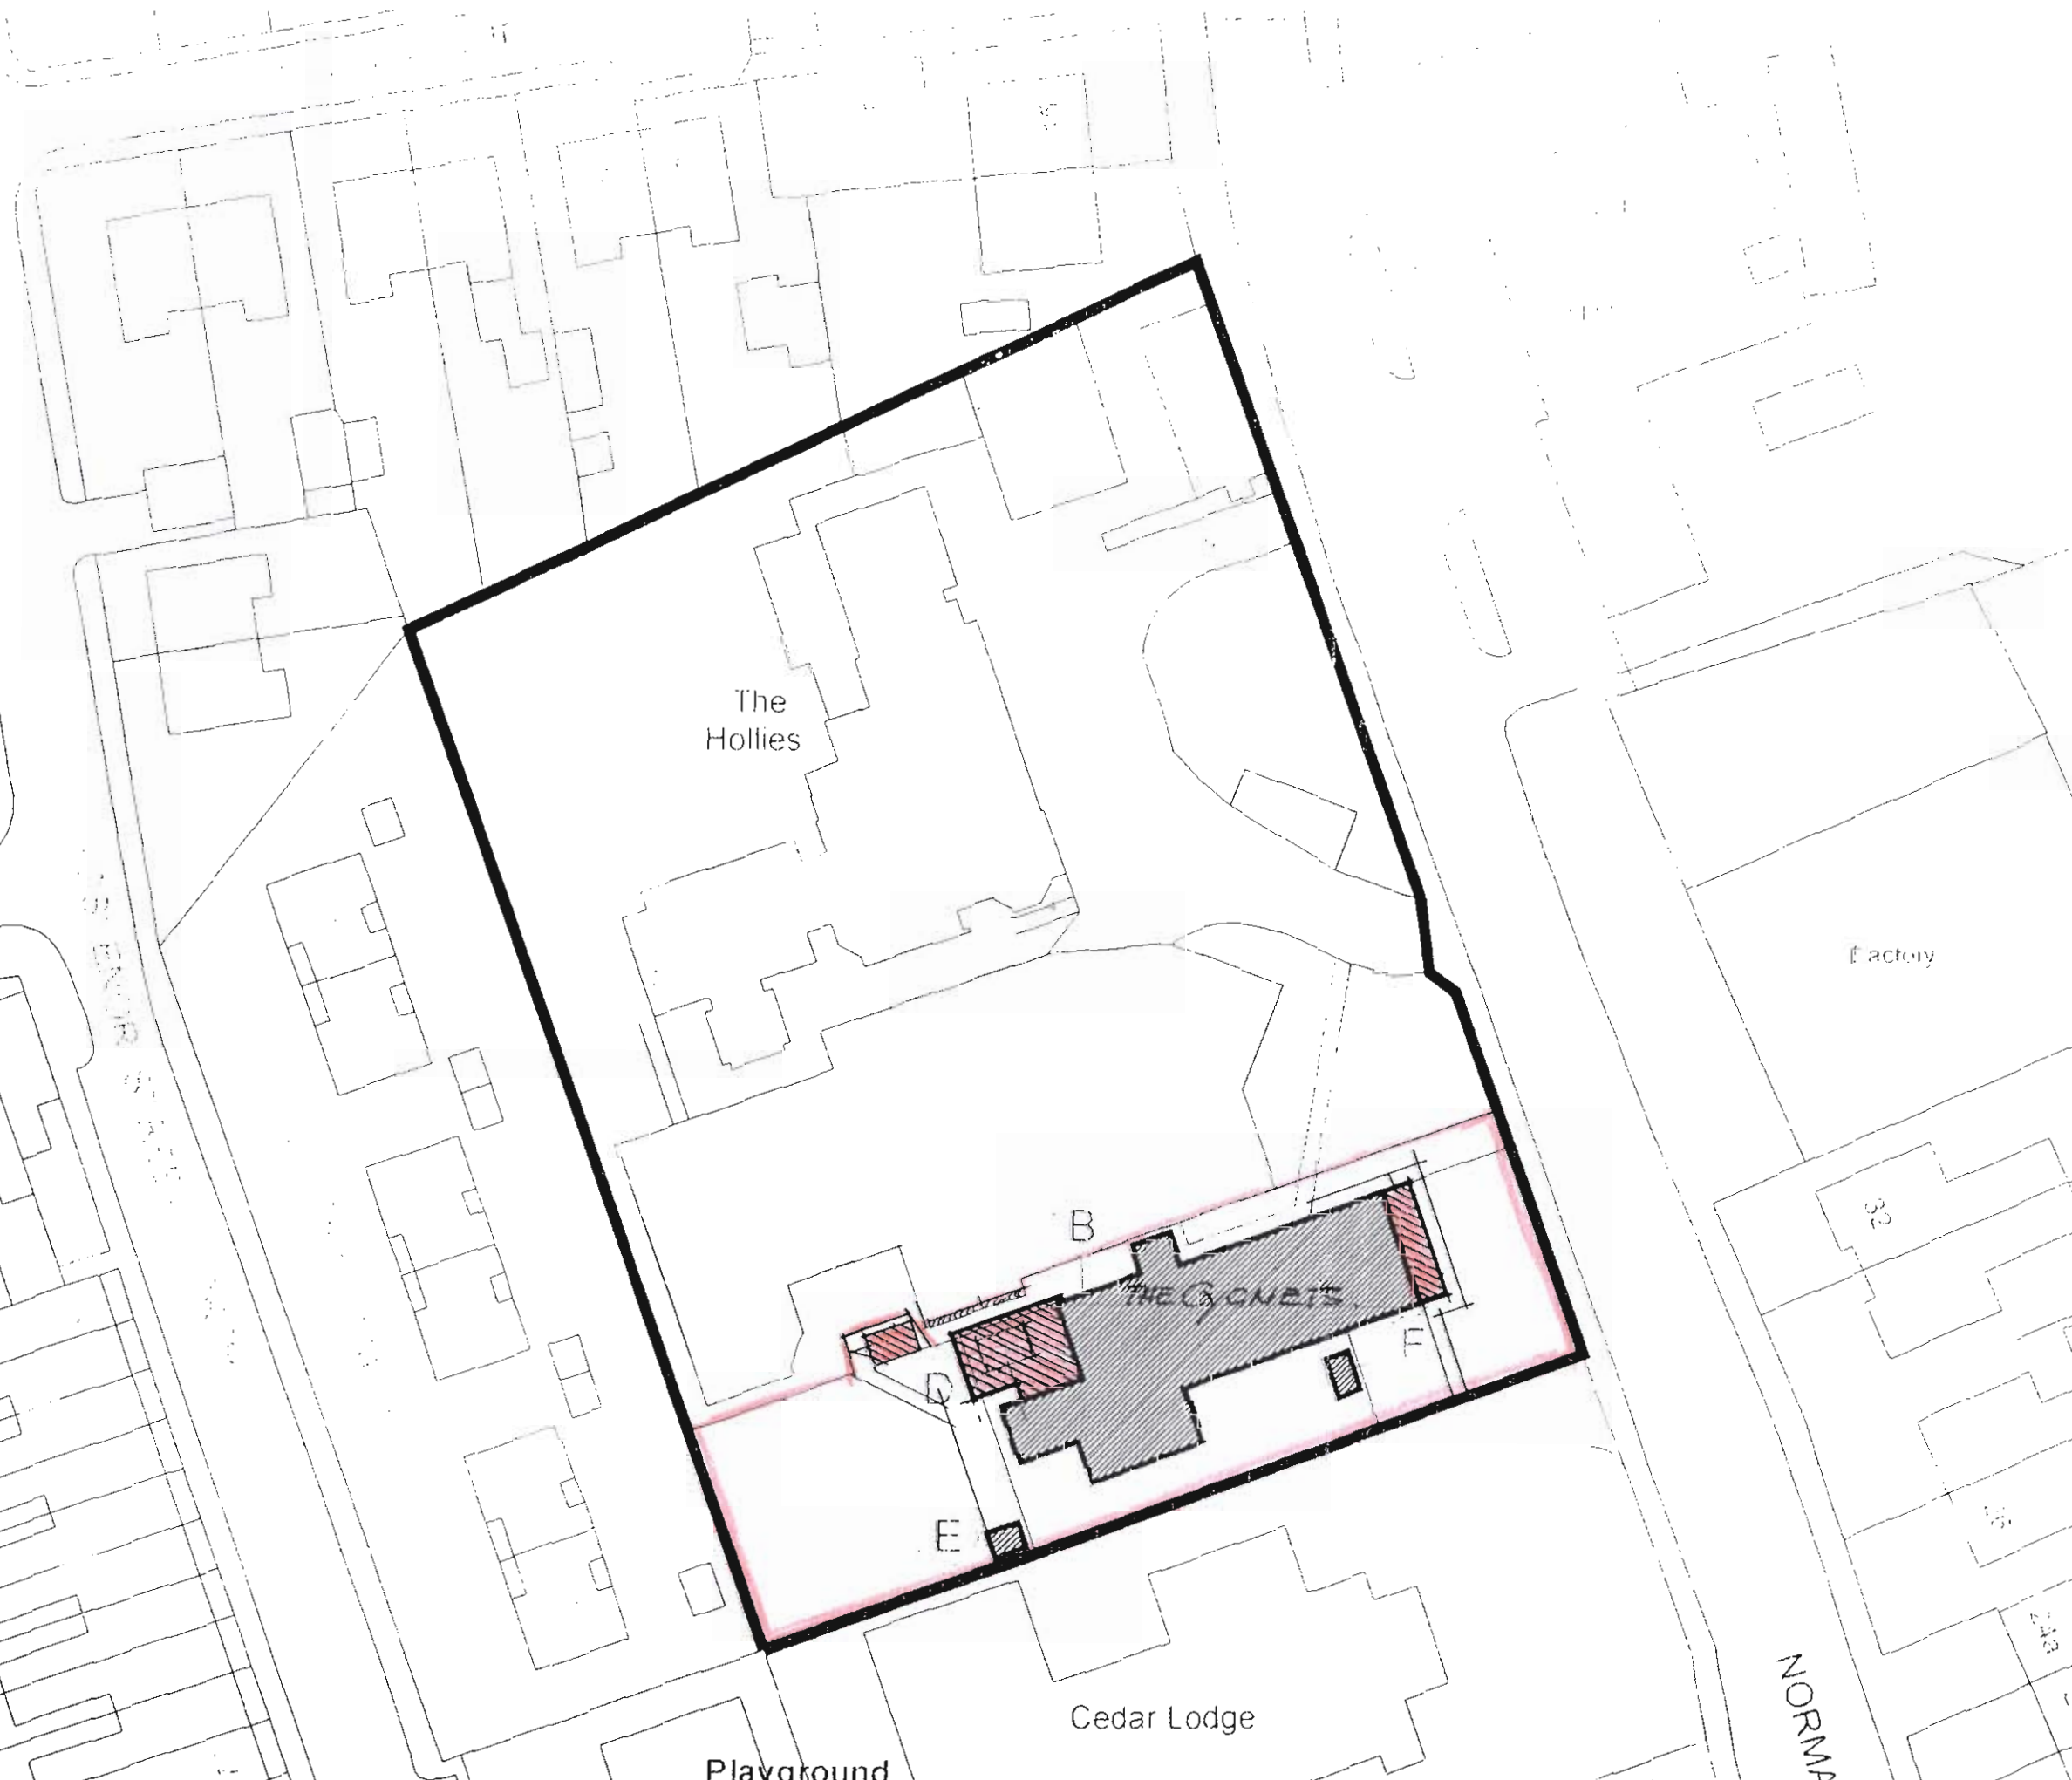 The
Hollies
Factory
B
THE CYGNETS.
32
F
D
E
Cedar Lodge
Playground
NORMA